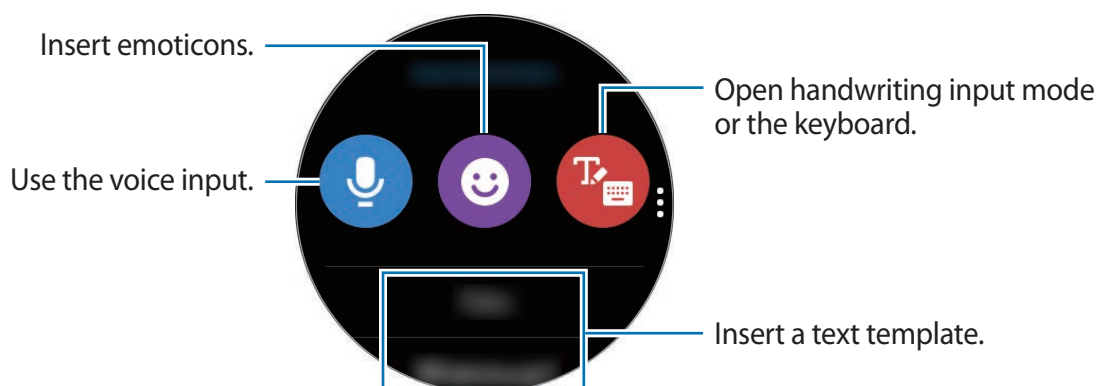 Insert emoticons.
Open handwriting input mode
or the keyboard.
Use the voice input.
Insert a text template.